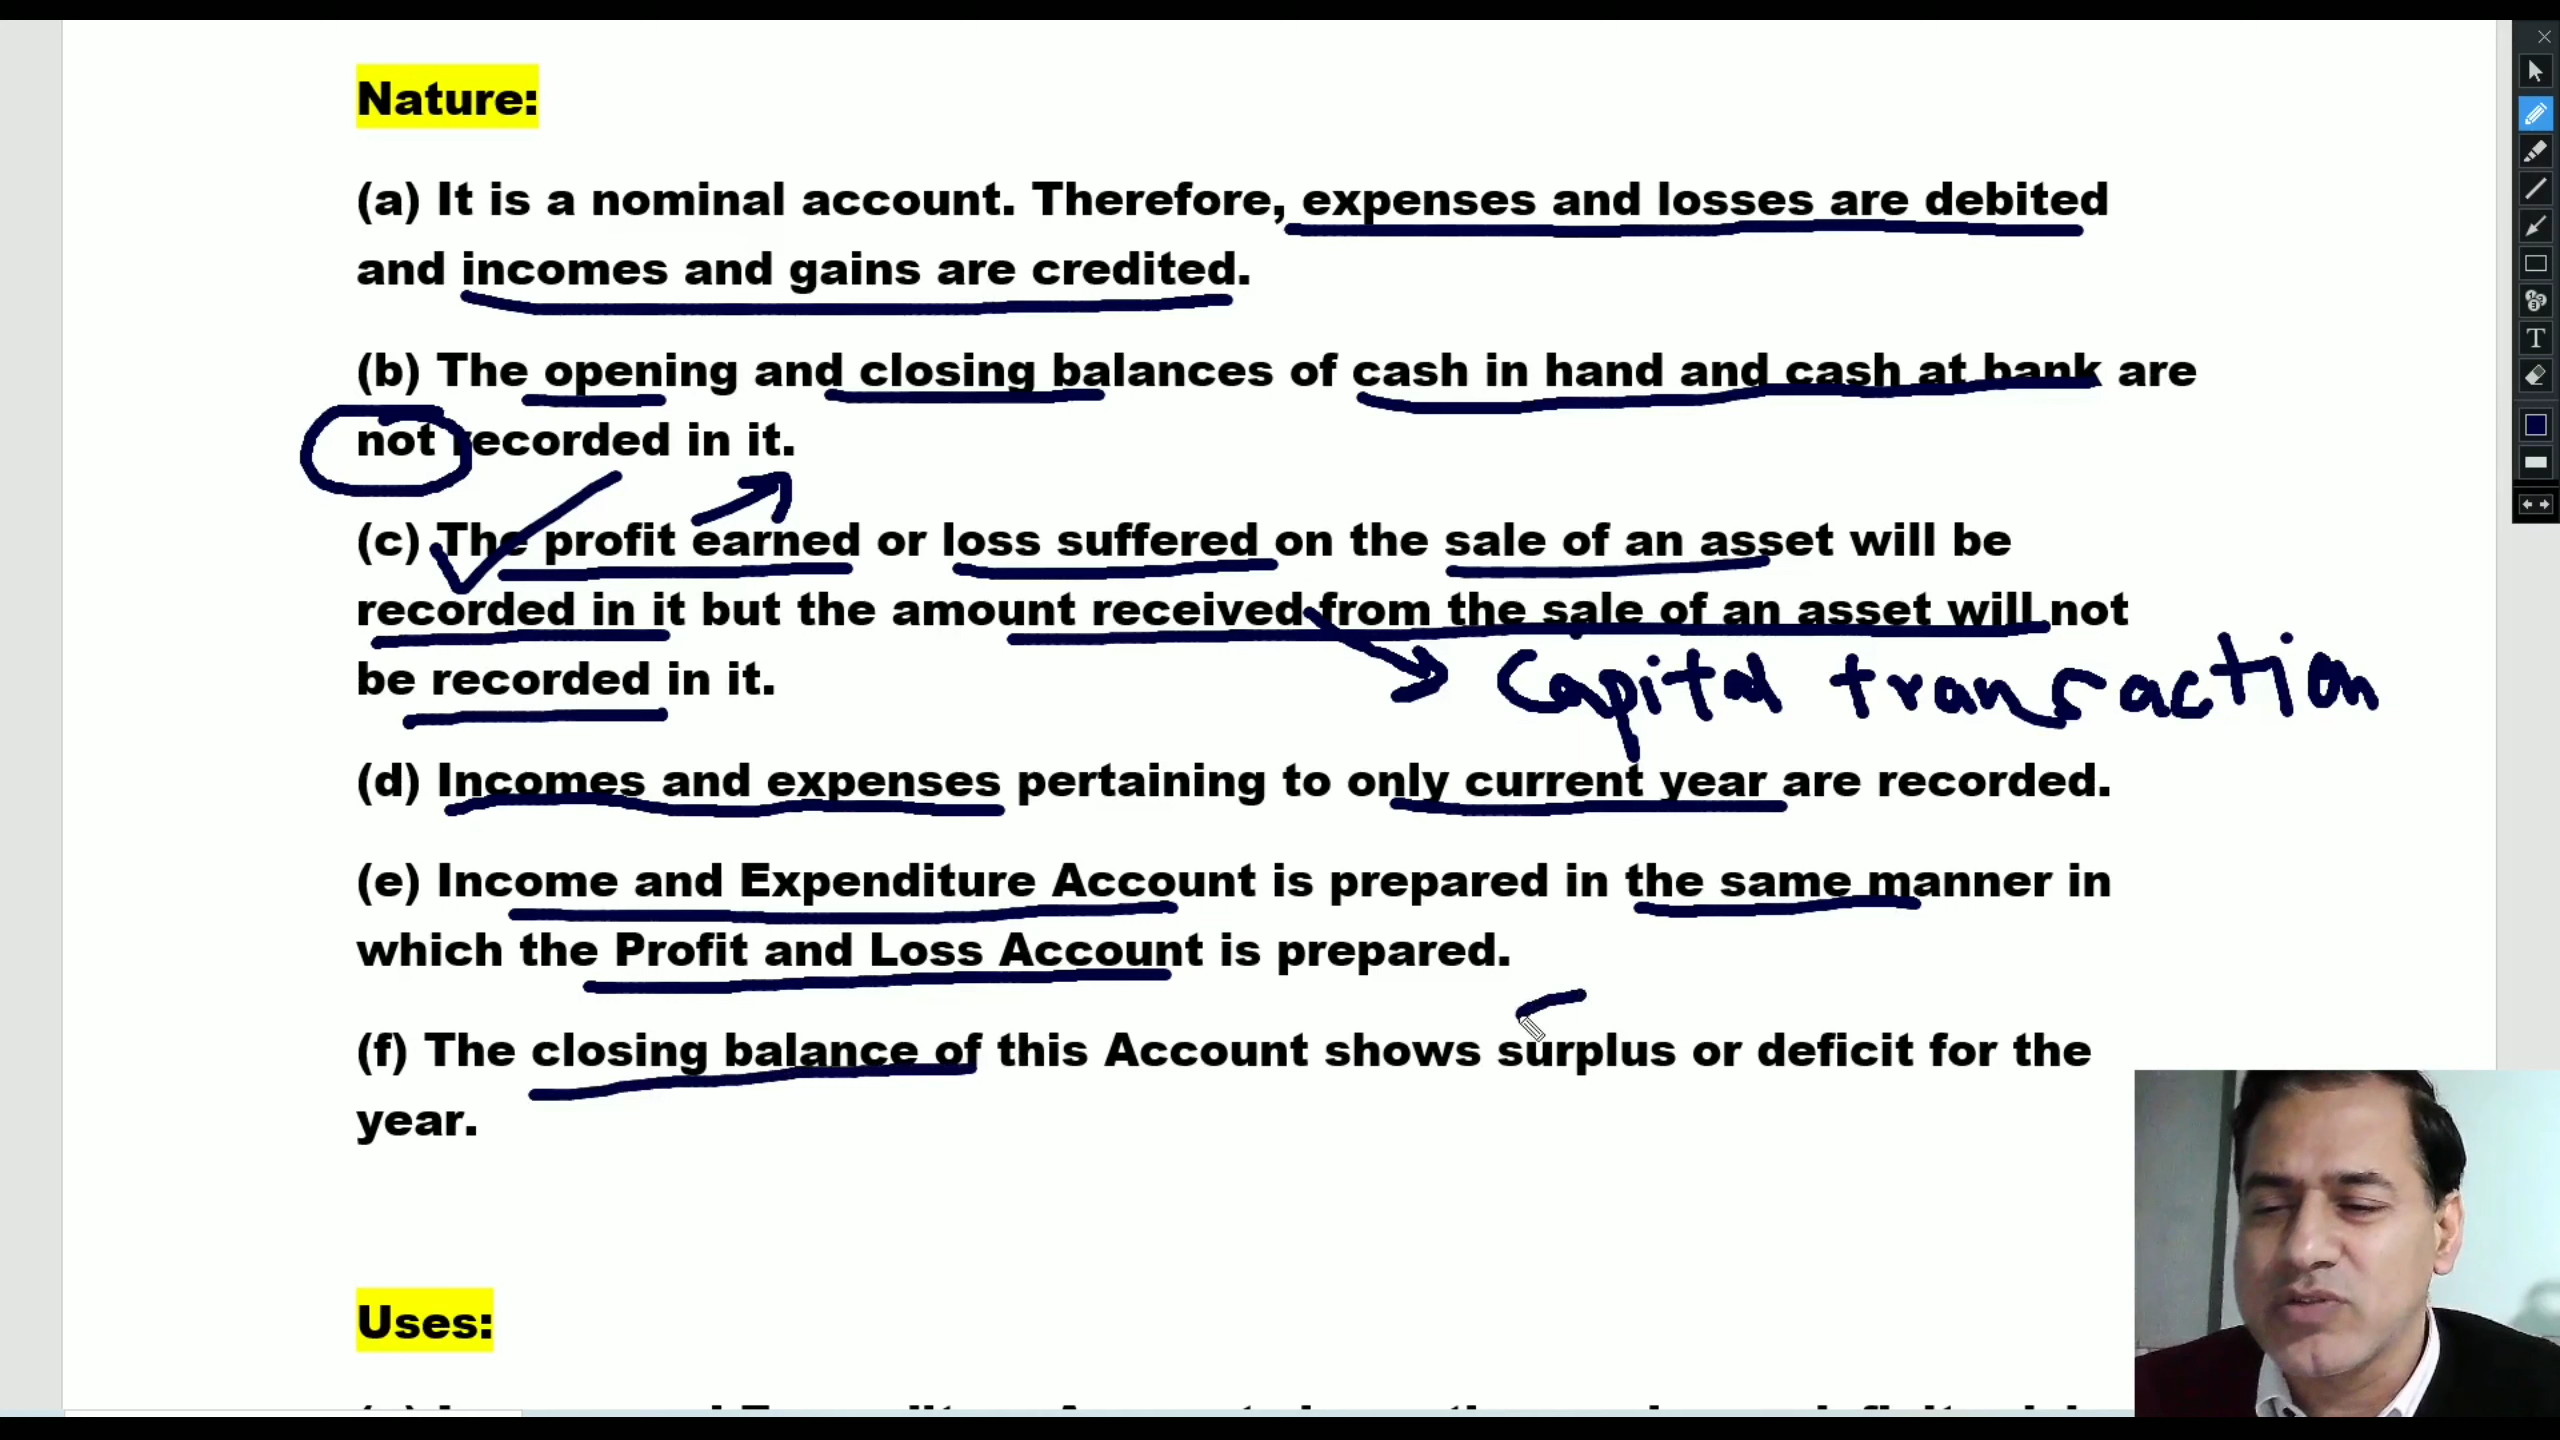 Nature:
(a) It is a nominal account. Therefore, expenses and losses are debited
and incomes and gains are credited.
(b) The opening and closing balances of cash in hand and cash at bank are
not recorded in it.
(c) The profit earned or loss suffered on the sale of an asset will be
recorded in it but the amount received from the sale of an asset will not
be recorded in it.
Capital transaction
(d) Incomes and expenses pertaining to only current year are recorded.
(e) Income and Expenditure Account is prepared in the same manner in
which the Profit and Loss Account is prepared.
(f) The closing balance of this Account shows surplus or deficit for the
year.
Uses: